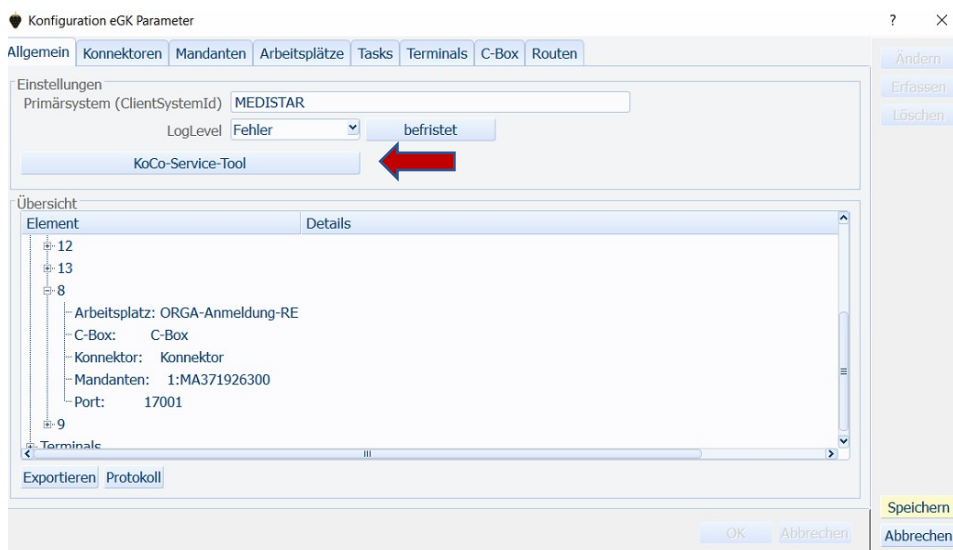 Konfiguration eGK Parameter ? ×
Allgemein Konnektoren Mandanten Arbeitsplätze Tasks Terminals C-Box Routen
Ändern
Erfassen
Löschen
Einstellungen
Primärsystem (ClientSystemId) MEDISTAR
LogLevel Fehler befristet
KoCo-Service-Tool
Übersicht
Element Details
12
13
8
Arbeitsplatz: ORGA-Anmeldung-RE
C-Box: C-Box
Konnektor: Konnektor
Mandanten: 1:MA371926300
Port: 17001
9
Terminals
Exportieren Protokoll
Speichern
OK Abbrechen
Abbrechen